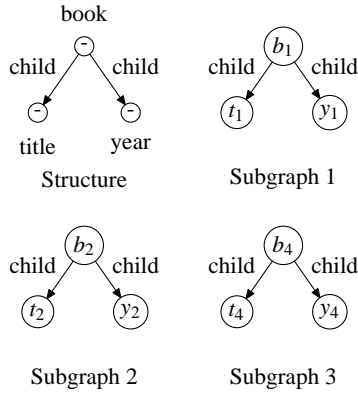 book
-
child child
- -
title year
Structure
b1
child child
t1 y1
Subgraph 1
b2
child child
t2 y2
Subgraph 2
b4
child child
t4 y4
Subgraph 3